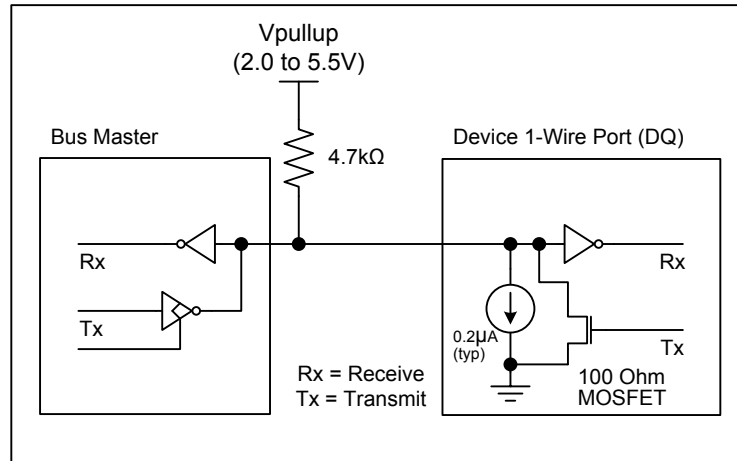 Vpullup
(2.0 to 5.5V)
Bus Master
Device 1-Wire Port (DQ)
4.7kΩ
Rx
Rx
Tx
0.2µA
(typ)
Tx
Rx = Receive
Tx = Transmit
100 Ohm
MOSFET